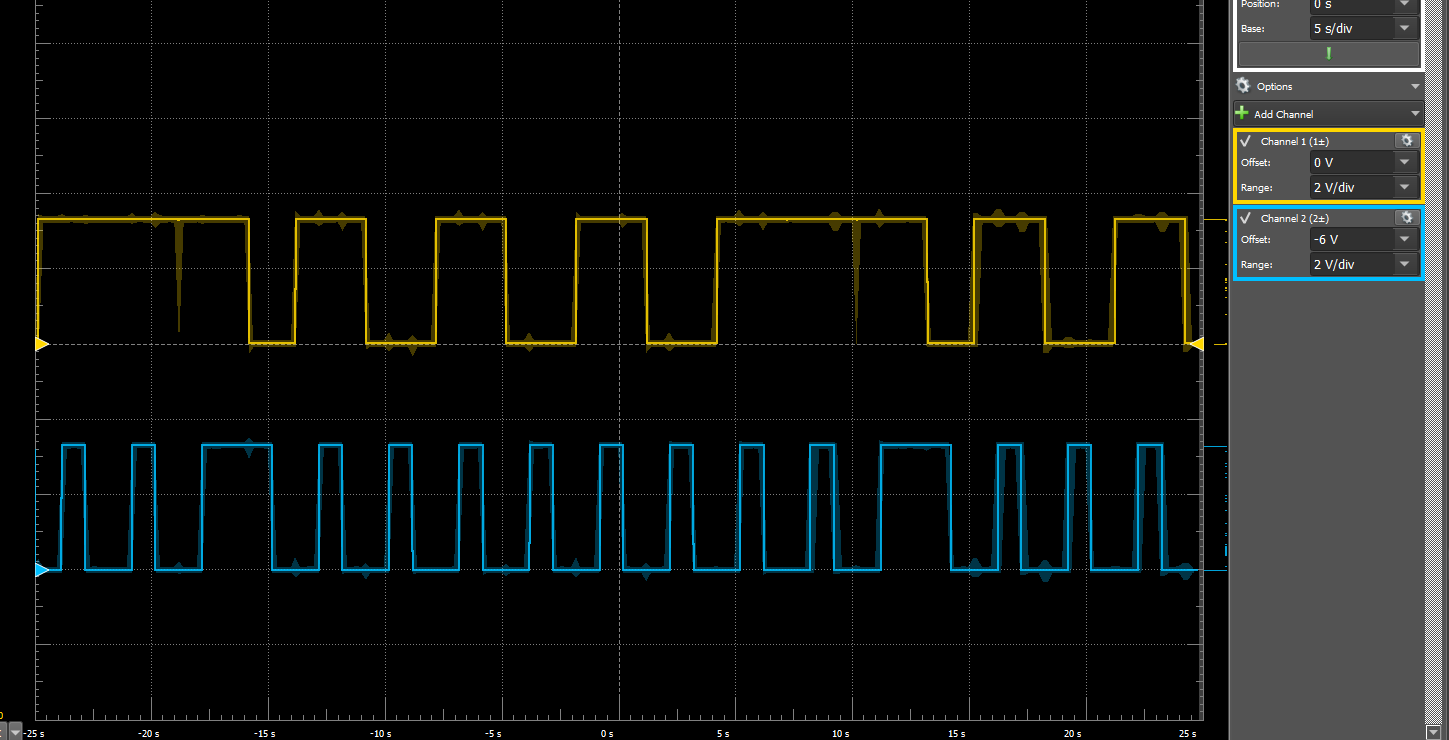 Position:
0 s
Base:
5 s/div
!
Options
Add Channel
Channel 1 (1±)
Offset:
0 V
Range:
2 V/div
Channel 2 (2±)
Offset:
-6 V
Range:
2 V/div
-25 s
-20 s
-15 s
-10 s
-5 s
0 s
5 s
10 s
15 s
20 s
25 s